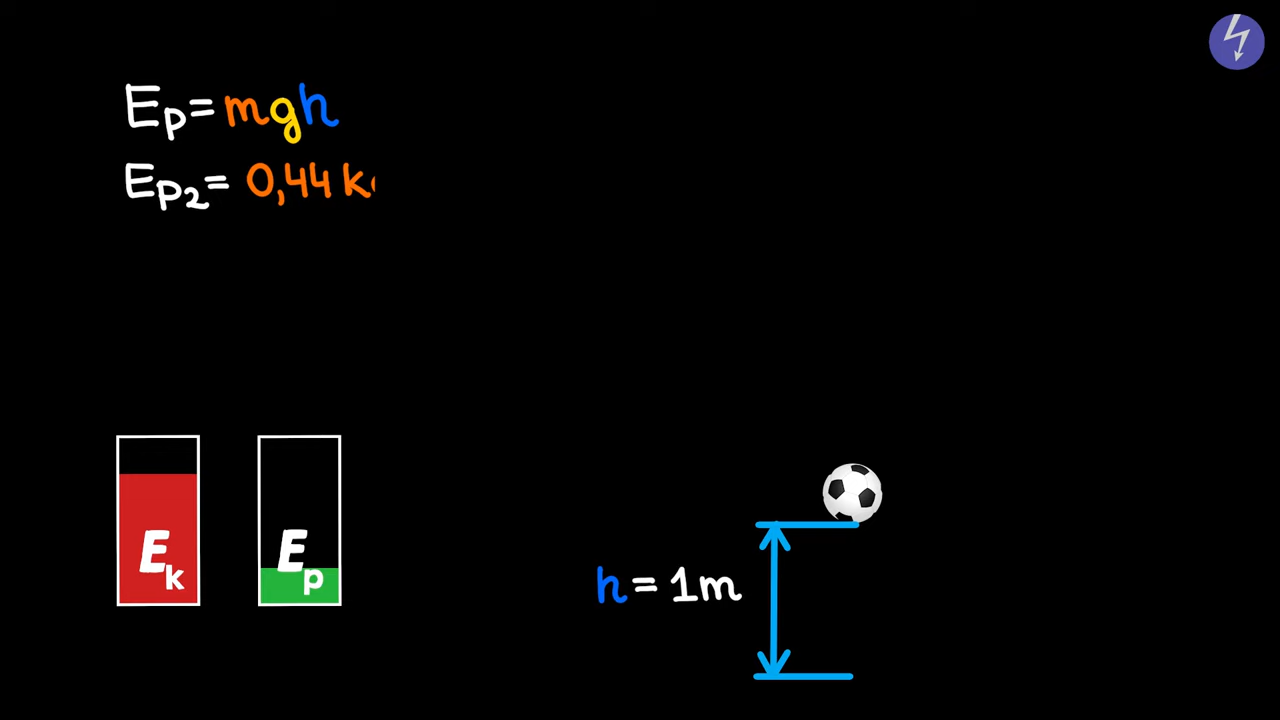 Ep=mgh
Ep2= 0,44 k
Ek
Ep
h = 1m